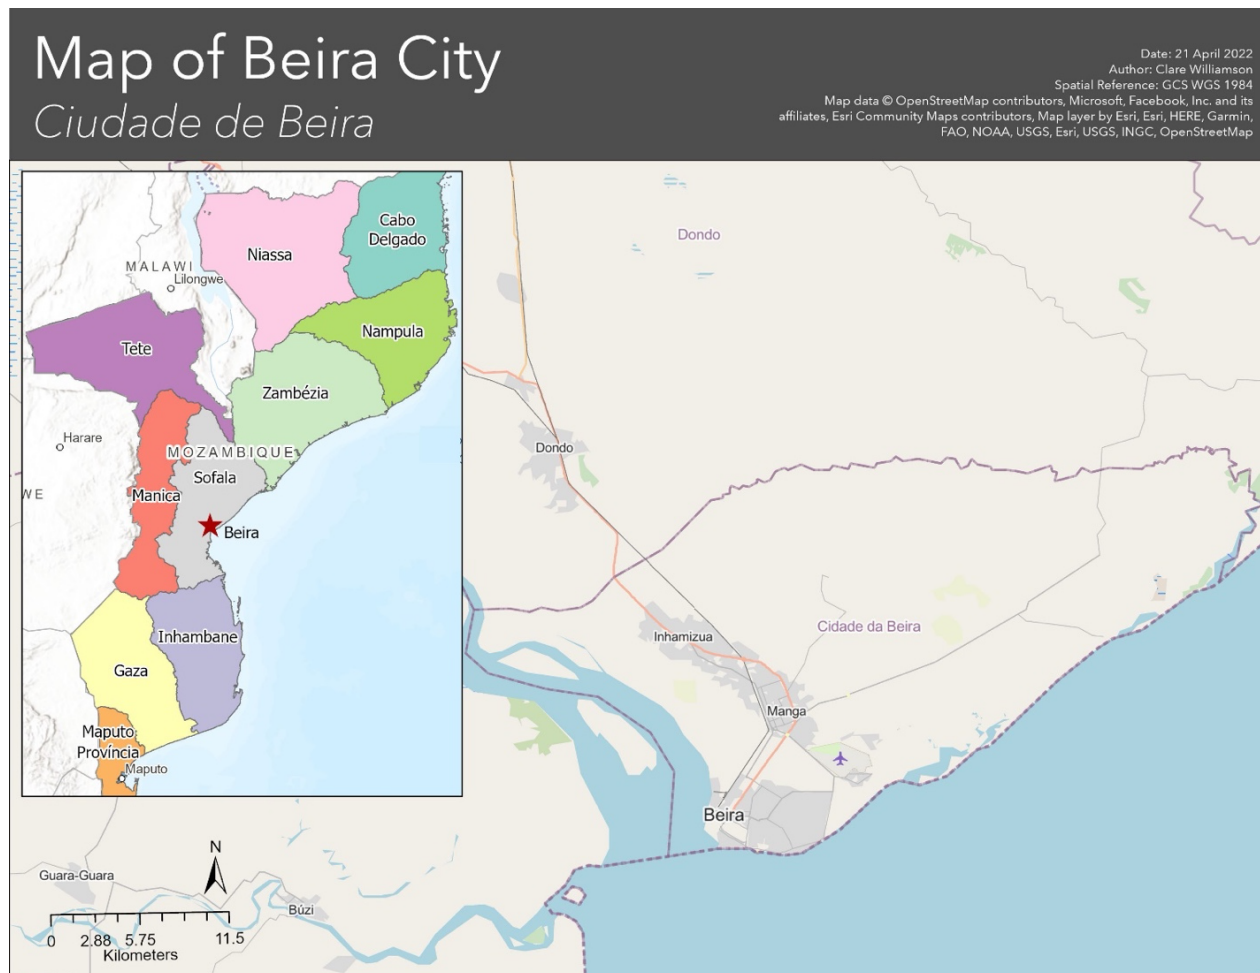 Map of Beira City
Ciudade de Beira
Date: 21 April 2022
Author: Clare Williamson
Spatial Reference: GCS WGS 1984
Map data © OpenStreetMap contributors, Microsoft, Facebook, Inc. and its
affiliates, Esri Community Maps contributors, Map layer by Esri, Esri, HERE, Garmin,
FAO, NOAA, USGS, Esri, USGS, INGC, OpenStreetMap
Cabo
Delgado
Niassa
MALAWI
Lilongwe
Nampula
Tete
Zambézia
Harare
MOZAMBIQUE
Sofala
WE
Manica
Beira
Inhambane
Gaza
Maputo
Província
Maputo
Dondo
Dondo
Inhamizua
Cidade da Beira
Manga
Beira
N
Guara-Guara
Búzi
0 2.88 5.75 11.5
Kilometers